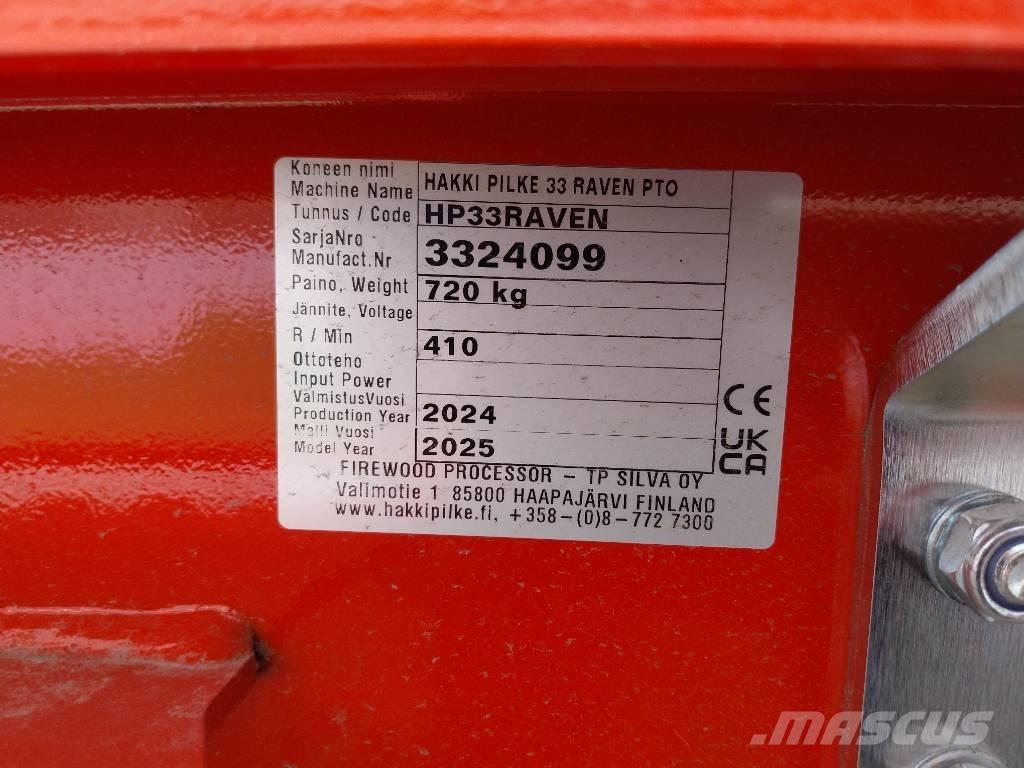 Koneen nimi
Machine Name HAKKI PILKE 33 RAVEN PTO
Tunnus / Code HP33RAVEN
SarjaNro
Manufact.Nr 3324099
Paino, Weight 720 kg
Jännite, Voltage
R / Min 410
Ottoteho
Input Power
ValmistusVuosi
Production Year 2024
Malli Vuosi
Model Year 2025
CE
UK
CA
FIREWOOD PROCESSOR – TP SILVA OY
Valimotie 1 85800 HAAPAJÄRVI FINLAND
www.hakkipilke.fi, +358–(0)8–772 7300
MASCUS